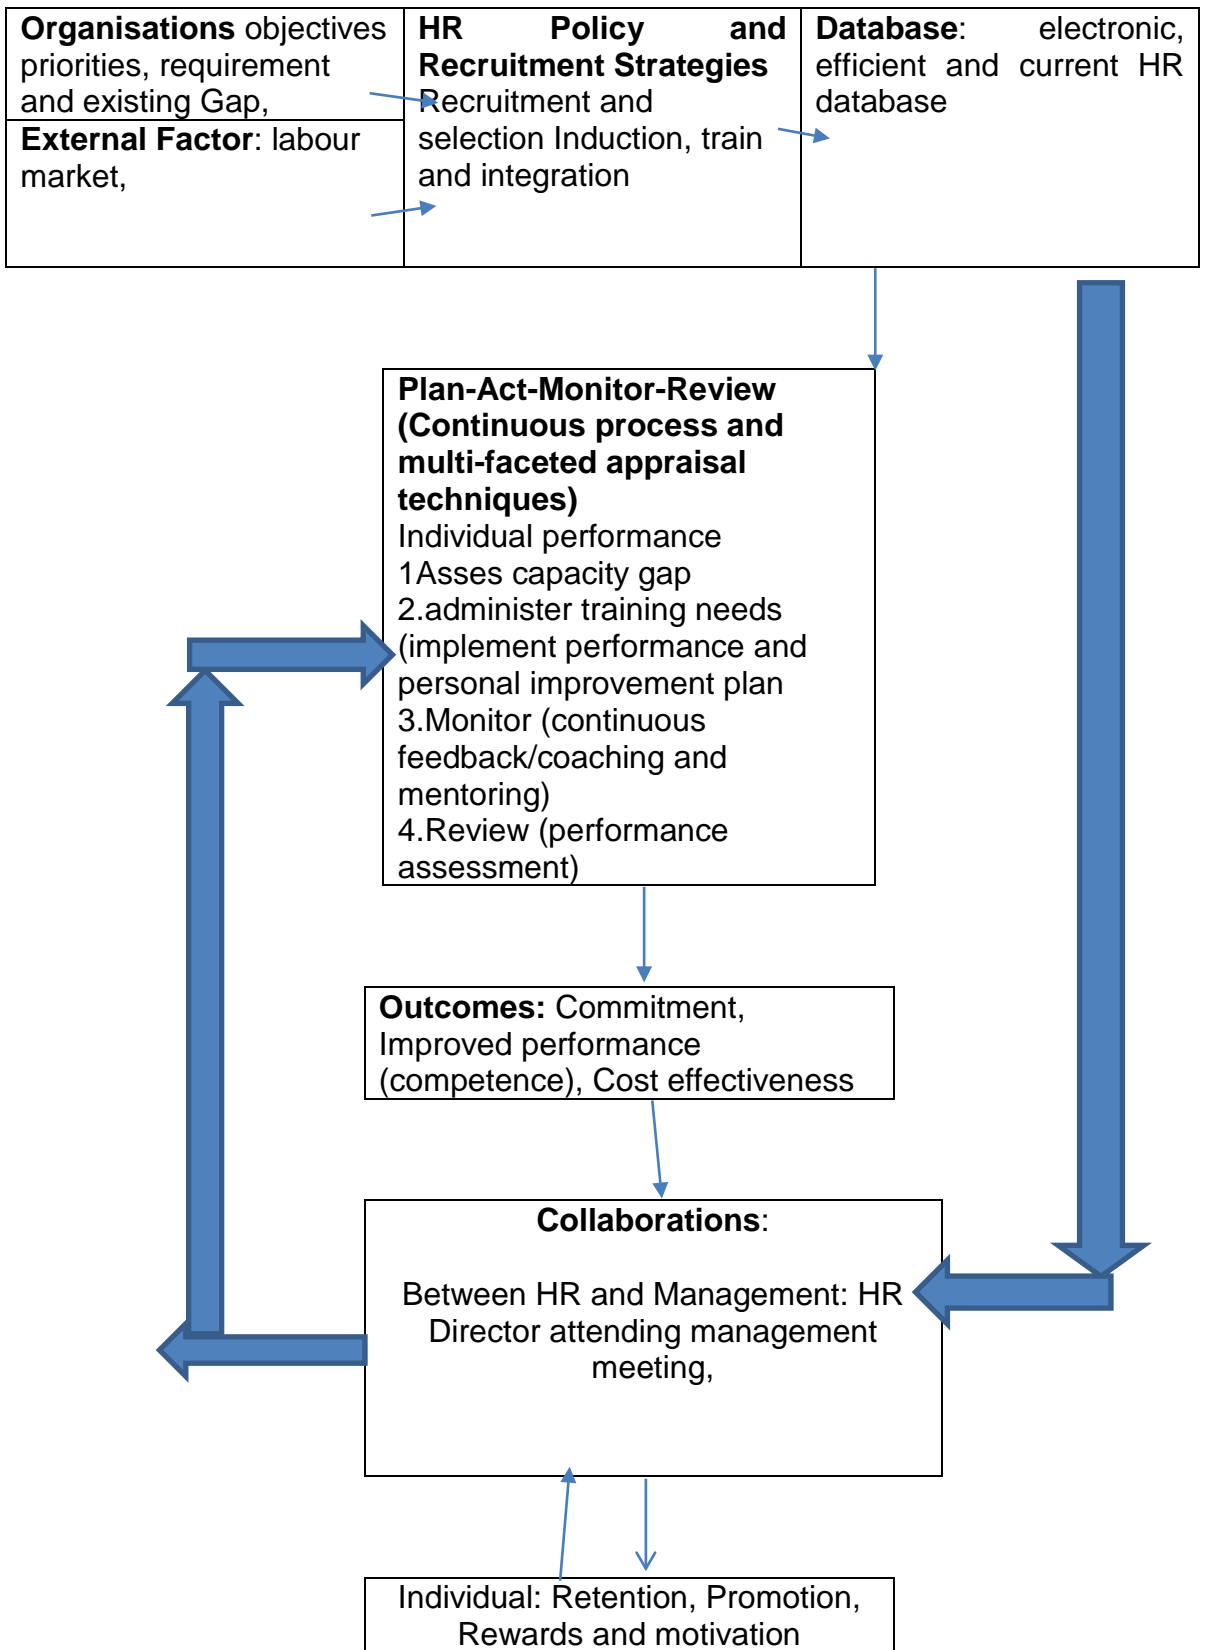 Organisations objectives
priorities, requirement
and existing Gap,
External Factor: labour
market,
HR Policy and
Recruitment Strategies
Recruitment and
selection Induction, train
and integration
Database: electronic,
efficient and current HR
database
Plan-Act-Monitor-Review
(Continuous process and
multi-faceted appraisal
techniques)
Individual performance
1Asses capacity gap
2.administer training needs
(implement performance and
personal improvement plan
3.Monitor (continuous
feedback/coaching and
mentoring)
4.Review (performance
assessment)
Outcomes: Commitment,
Improved performance
(competence), Cost effectiveness
Collaborations:
Between HR and Management: HR
Director attending management
meeting,
Individual: Retention, Promotion,
Rewards and motivation